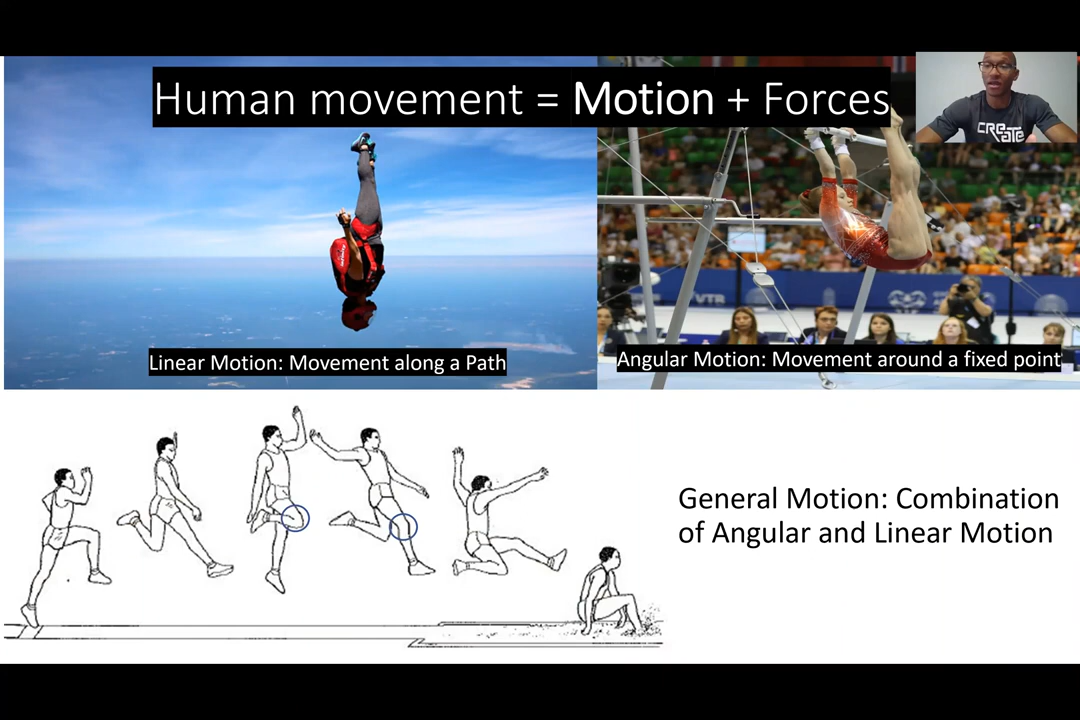 Human movement = Motion + Forces
CREATE
VTR
Linear Motion: Movement along a Path
Angular Motion: Movement around a fixed point
General Motion: Combination
of Angular and Linear Motion